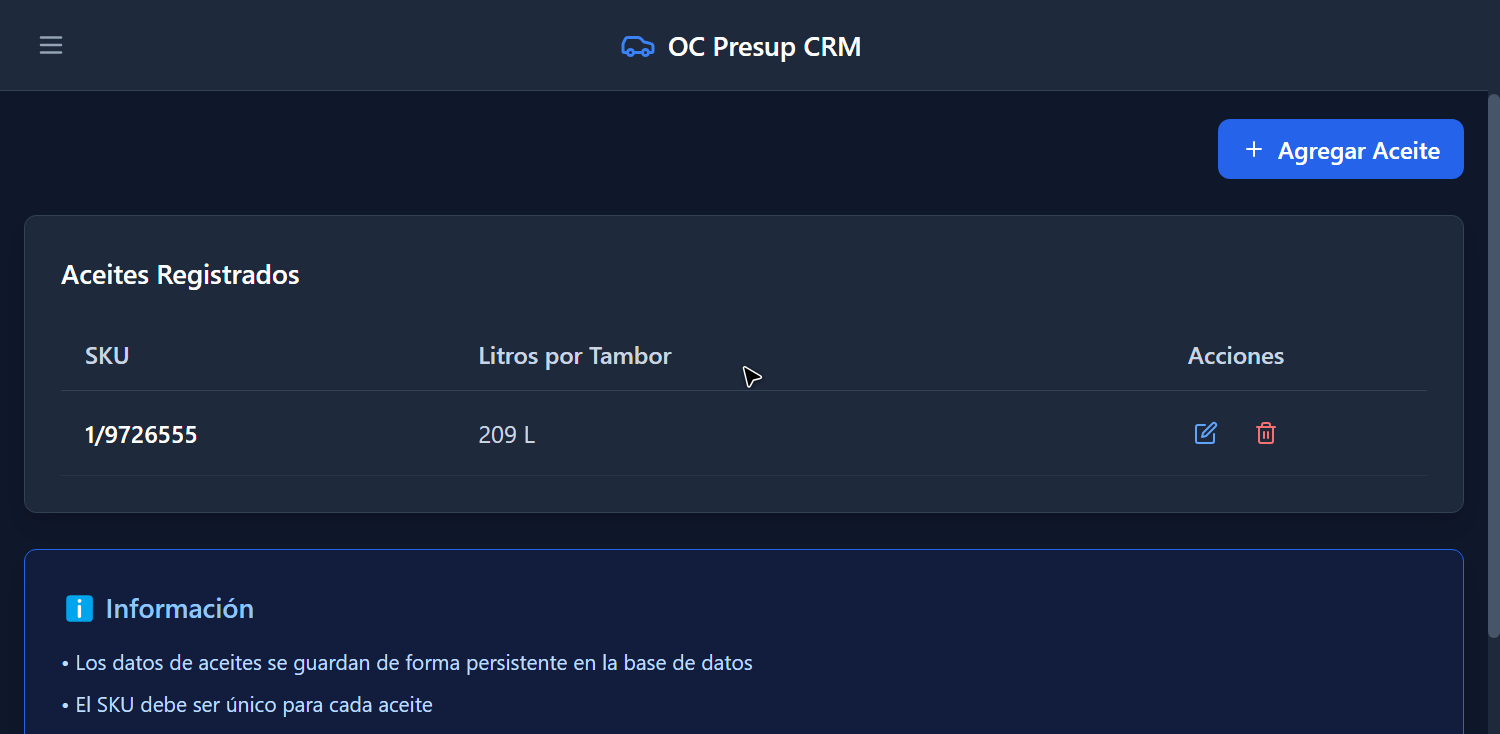 OC Presup CRM
+ Agregar Aceite
Aceites Registrados
SKU Litros por Tambor Acciones
1/9726555 209 L
ℹ️ Información
• Los datos de aceites se guardan de forma persistente en la base de datos
• El SKU debe ser único para cada aceite